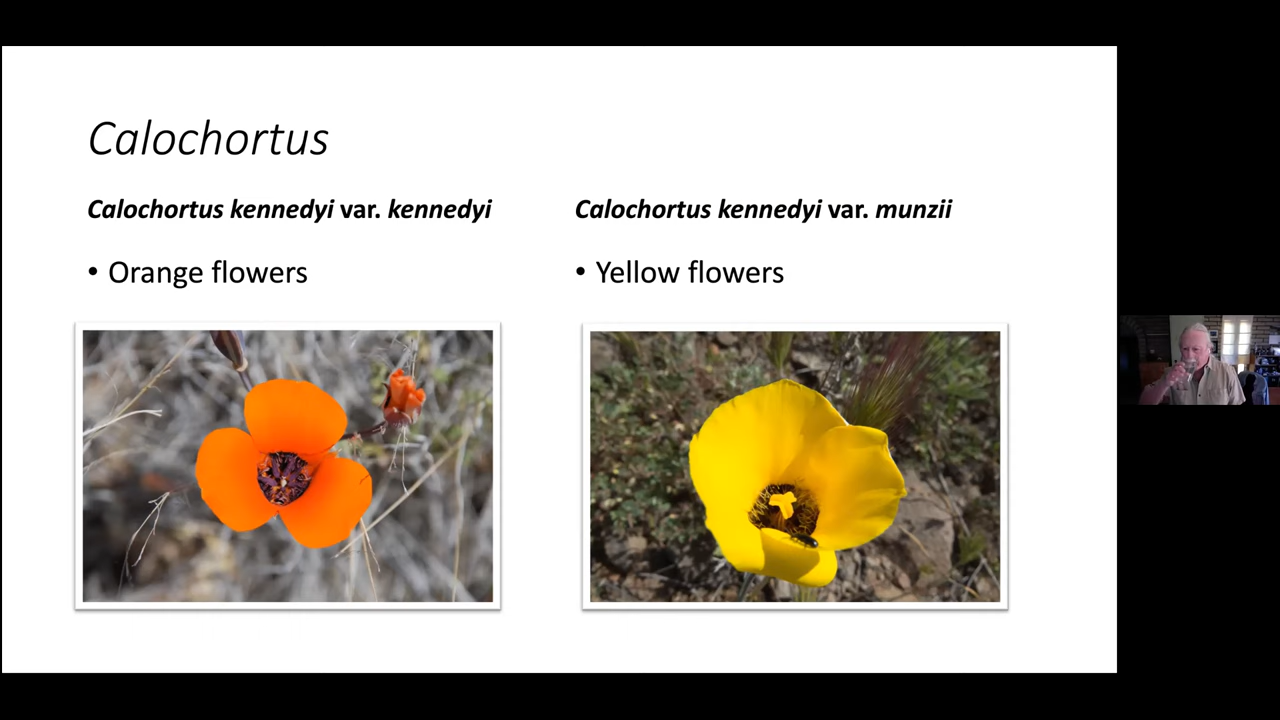 Calochortus
Calochortus kennedyi var. kennedyi
• Orange flowers
Calochortus kennedyi var. munzii
• Yellow flowers